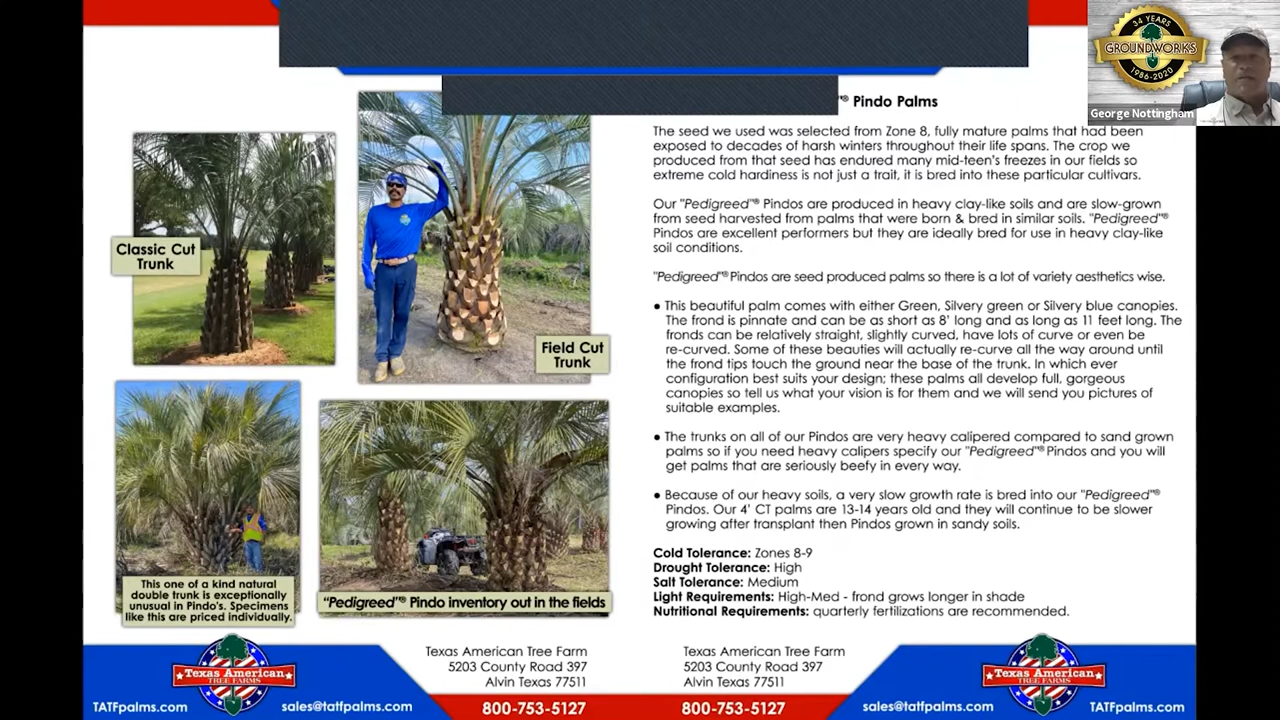 34 YEARS
GROUNDWORKS
1986-2020
George Nottingham
"® Pindo Palms
The seed we used was selected from Zone 8, fully mature palms that had been
exposed to decades of harsh winters throughout their life spans. The crop we
produced from that seed has endured many mid-teen's freezes in our fields so
extreme cold hardiness is not just a trait, it is bred into these particular cultivars.
Our "Pedigreed"® Pindos are produced in heavy clay-like soils and are slow-grown
from seed harvested from palms that were born & bred in similar soils. "Pedigreed"®
Pindos are excellent performers but they are ideally bred for use in heavy clay-like
soil conditions.
"Pedigreed"® Pindos are seed produced palms so there is a lot of variety aesthetics wise.
● This beautiful palm comes with either Green, Silvery green or Silvery blue canopies.
The frond is pinnate and can be as short as 8' long and as long as 11 feet long. The
fronds can be relatively straight, slightly curved, have lots of curve or even be
re-curved. Some of these beauties will actually re-curve all the way around until
the frond tips touch the ground near the base of the trunk. In which ever
configuration best suits your design; these palms all develop full, gorgeous
canopies so tell us what your vision is for them and we will send you pictures of
suitable examples.
● The trunks on all of our Pindos are very heavy calipered compared to sand grown
palms so if you need heavy calipers specify our "Pedigreed"® Pindos and you will
get palms that are seriously beefy in every way.
● Because of our heavy soils, a very slow growth rate is bred into our "Pedigreed"®
Pindos. Our 4' CT palms are 13-14 years old and they will continue to be slower
growing after transplant then Pindos grown in sandy soils.
Cold Tolerance: Zones 8-9
Drought Tolerance: High
Salt Tolerance: Medium
Light Requirements: High-Med - frond grows longer in shade
Nutritional Requirements: quarterly fertilizations are recommended.
Classic Cut
Trunk
Field Cut
Trunk
This one of a kind natural
double trunk is exceptionally
unusual in Pindo's. Specimens
like this are priced individually.
"Pedigreed"® Pindo inventory out in the fields
Texas American
TREE FARMS
TATFpalms.com
sales@tatfpalms.com
Texas American Tree Farm
5203 County Road 397
Alvin Texas 77511
800-753-5127
Texas American Tree Farm
5203 County Road 397
Alvin Texas 77511
800-753-5127
Texas American
TREE FARMS
sales@tatfpalms.com
TATFpalms.com